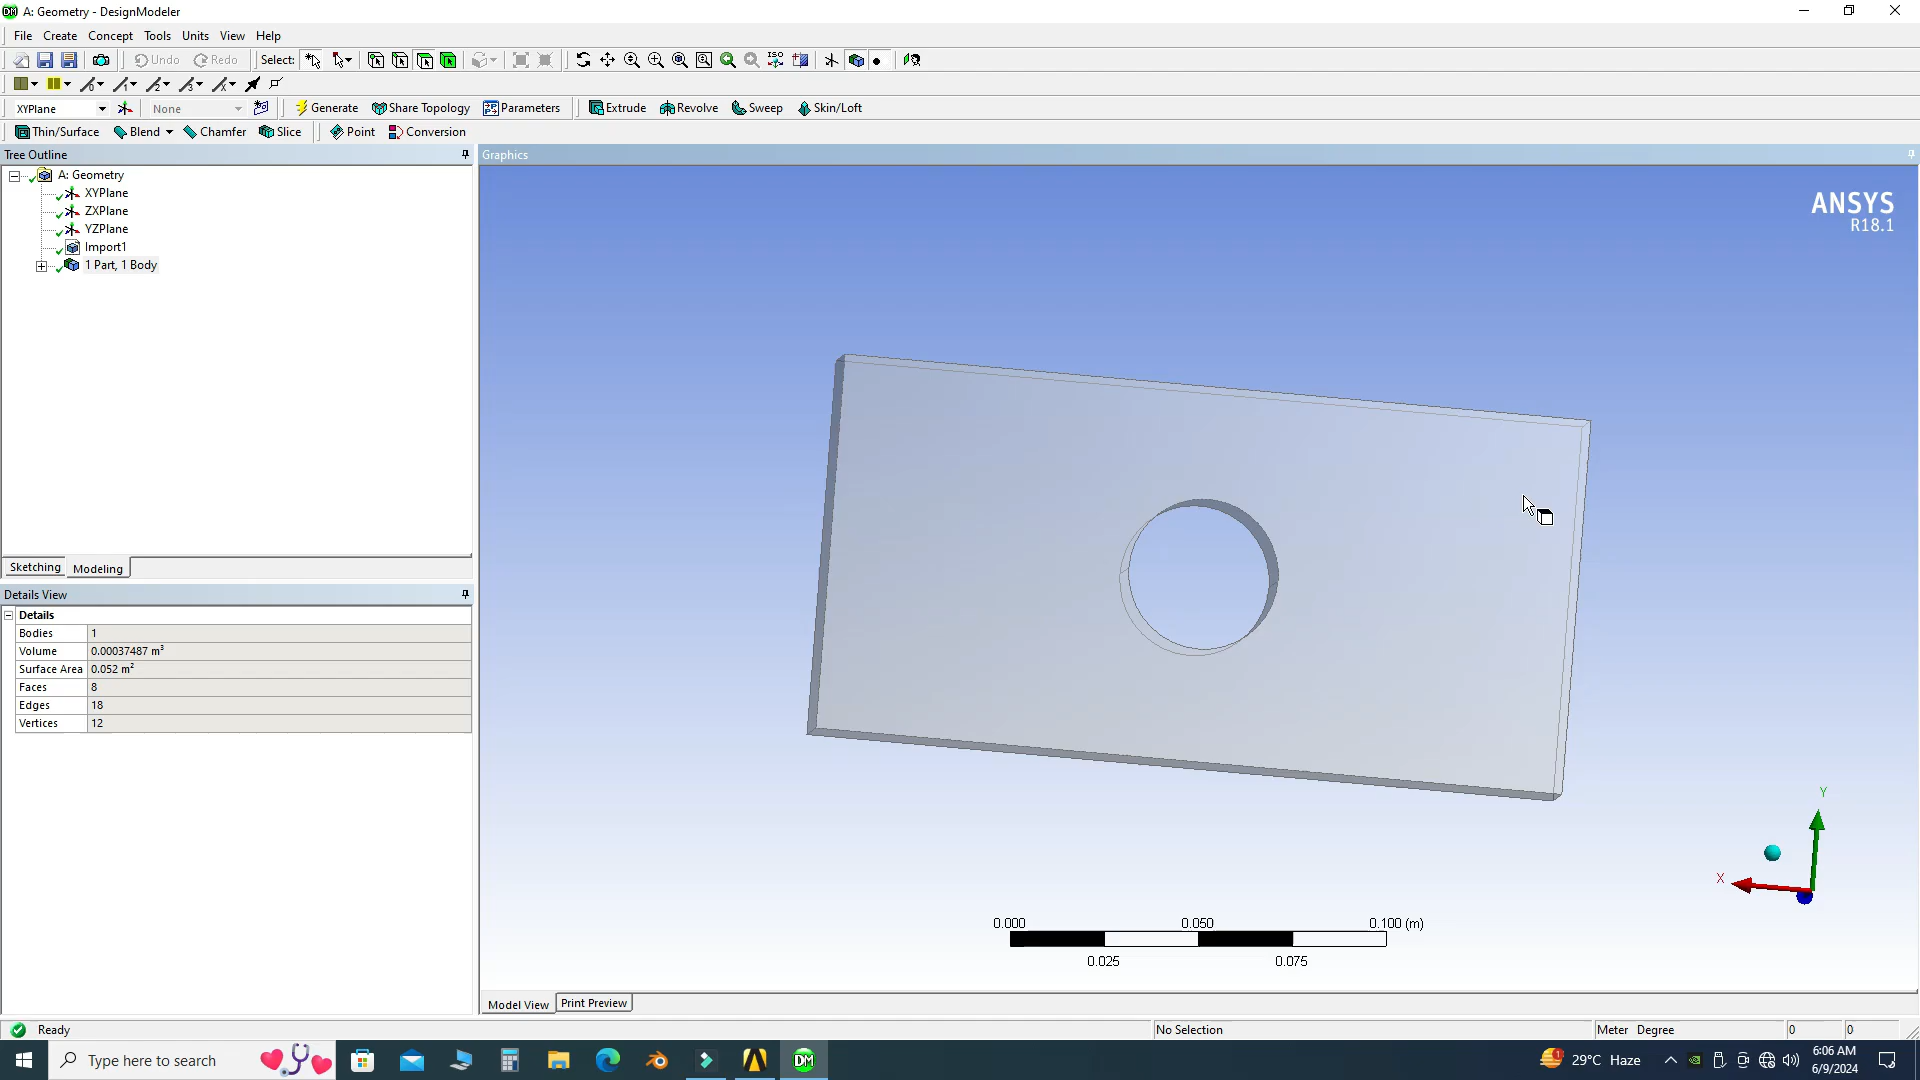 A: Geometry - DesignModeler
File Create Concept Tools Units View Help
Undo Redo Select:
XYPlane None Generate Share Topology Parameters Extrude Revolve Sweep Skin/Loft
Thin/Surface Blend Chamfer Slice Point Conversion
Tree Outline
Graphics
A: Geometry
XYPlane
ZXPlane
YZPlane
Import1
1 Part, 1 Body
ANSYS
R18.1
Sketching Modeling
Details View
Details
Bodies 1
Volume 0.00037487 m³
Surface Area 0.052 m²
Faces 8
Edges 18
Vertices 12
Y
X
0.000 0.050 0.100 (m)
0.025 0.075
Model View Print Preview
Ready No Selection Meter Degree 0 0
Type here to search
29°C Haze
6:06 AM
6/9/2024